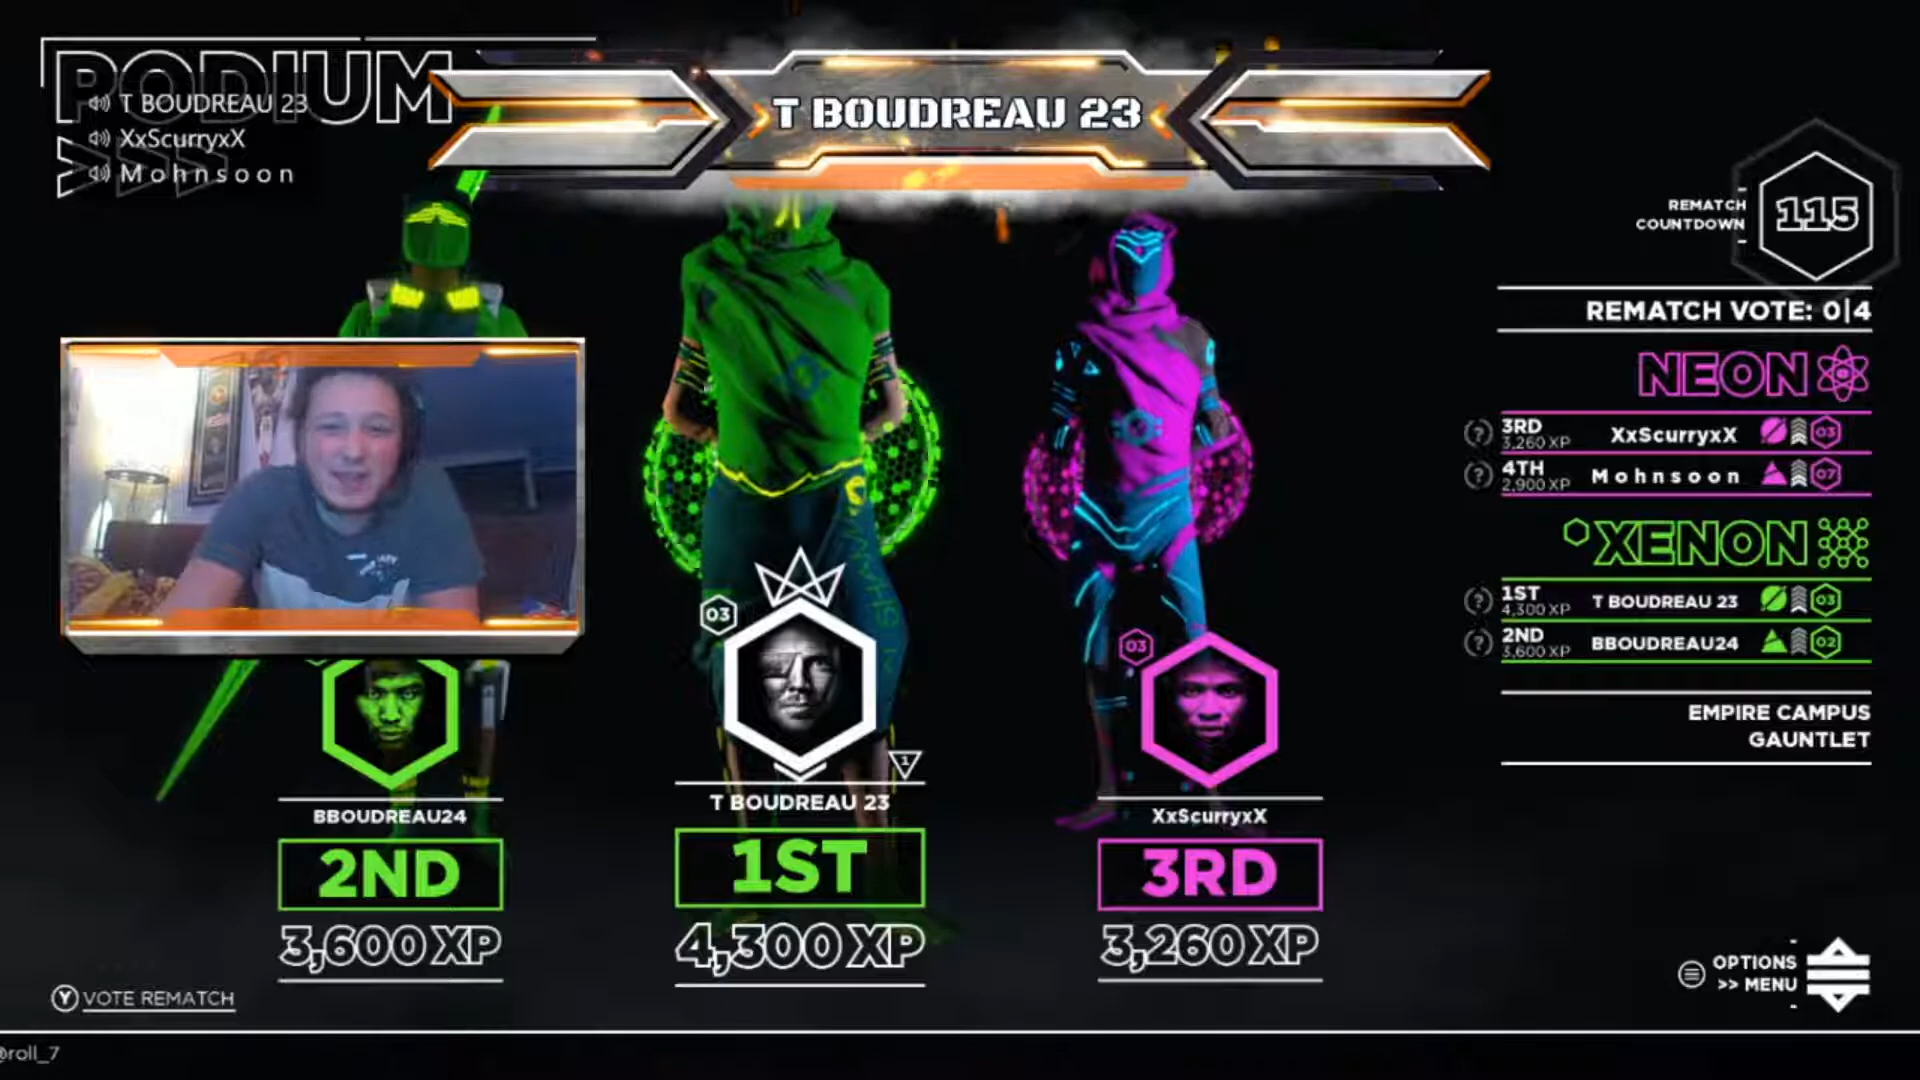 PODIUM
T BOUDREAU 23
XxScurryxX
Mohnsoon
T BOUDREAU 23
REMATCH
COUNTDOWN
115
REMATCH VOTE: 0|4
NEON
3RD
3,260 XP
XxScurryxX
03
4TH
2,900 XP
Mohnsoon
07
XENON
1ST
4,300 XP
T BOUDREAU 23
03
2ND
3,600 XP
BBOUDREAU24
02
EMPIRE CAMPUS
GAUNTLET
03
03
1
BBOUDREAU24
2ND
3,600 XP
T BOUDREAU 23
1ST
4,300 XP
XxScurryxX
3RD
3,260 XP
Y VOTE REMATCH
OPTIONS
>> MENU
@roll_7